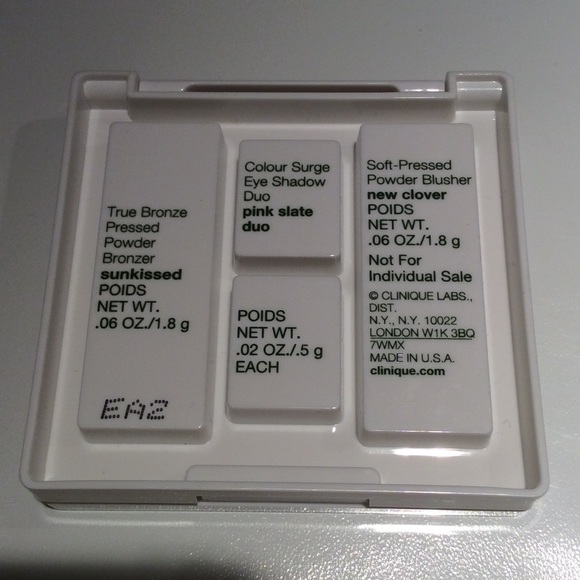 True Bronze
Pressed
Powder
Bronzer
sunkissed
POIDS
NET WT.
.06 OZ./1.8 g
EA2
Colour Surge
Eye Shadow
Duo
pink slate
duo
POIDS
NET WT.
.02 OZ./.5 g
EACH
Soft-Pressed
Powder Blusher
new clover
POIDS
NET WT.
.06 OZ./1.8 g
Not For
Individual Sale
© CLINIQUE LABS.,
DIST.
N.Y., N.Y. 10022
LONDON W1K 3BQ
7WMX
MADE IN U.S.A.
clinique.com